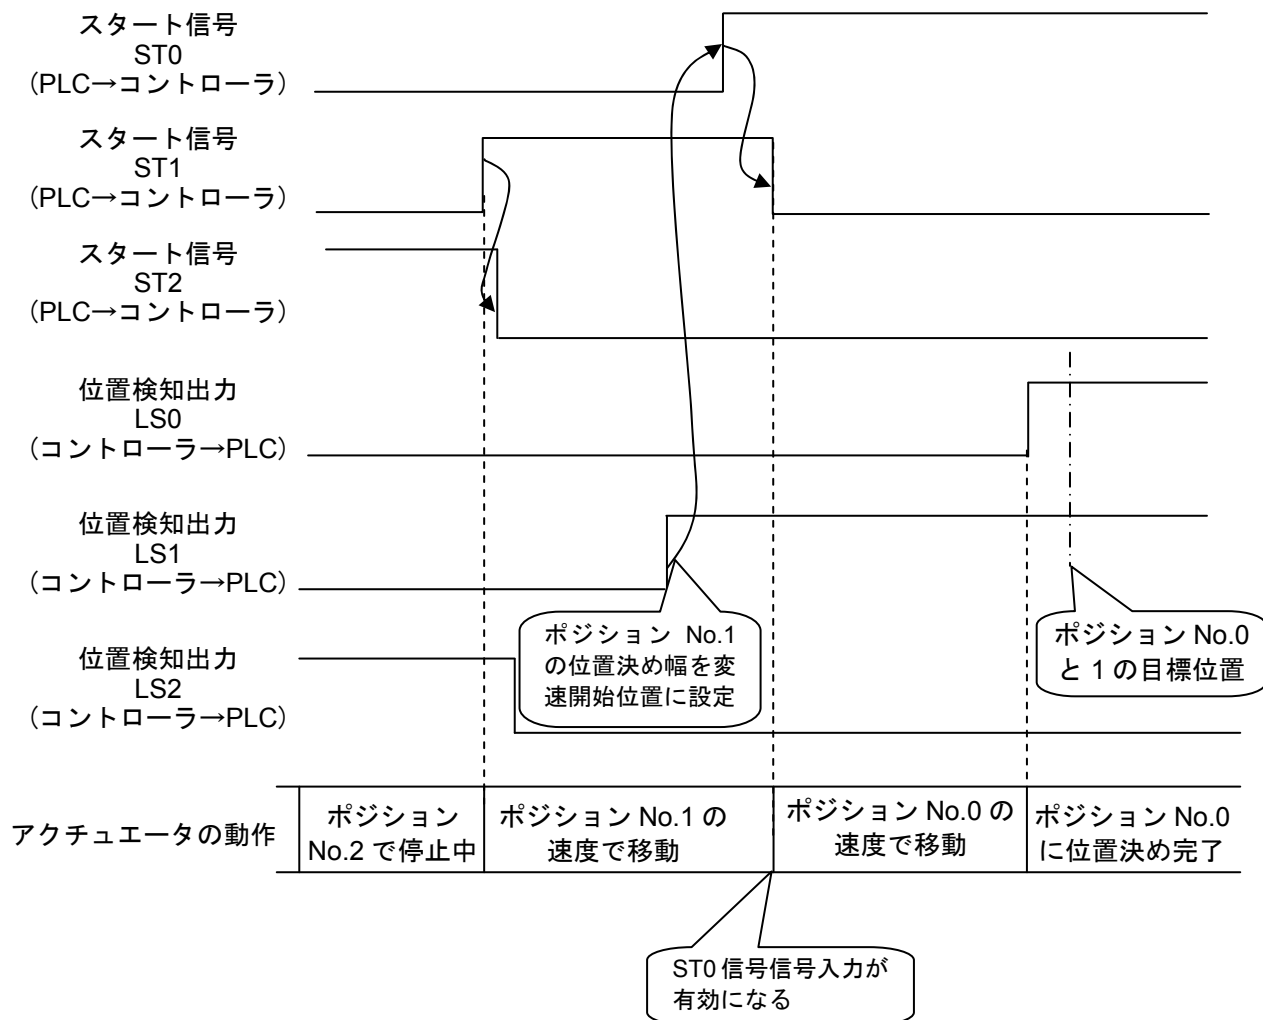 スタート信号
ST0
（PLC→コントローラ）
スタート信号
ST1
（PLC→コントローラ）
スタート信号
ST2
（PLC→コントローラ）
位置検知出力
LS0
（コントローラ→PLC）
位置検知出力
LS1
（コントローラ→PLC）
ポジション No.1
の位置決め幅を変
速開始位置に設定
ポジション No.0
と 1 の目標位置
位置検知出力
LS2
（コントローラ→PLC）
アクチュエータの動作
ポジション
No.2 で停止中
ポジション No.1 の
速度で移動
ポジション No.0 の
速度で移動
ポジション No.0
に位置決め完了
ST0 信号信号入力が
有効になる